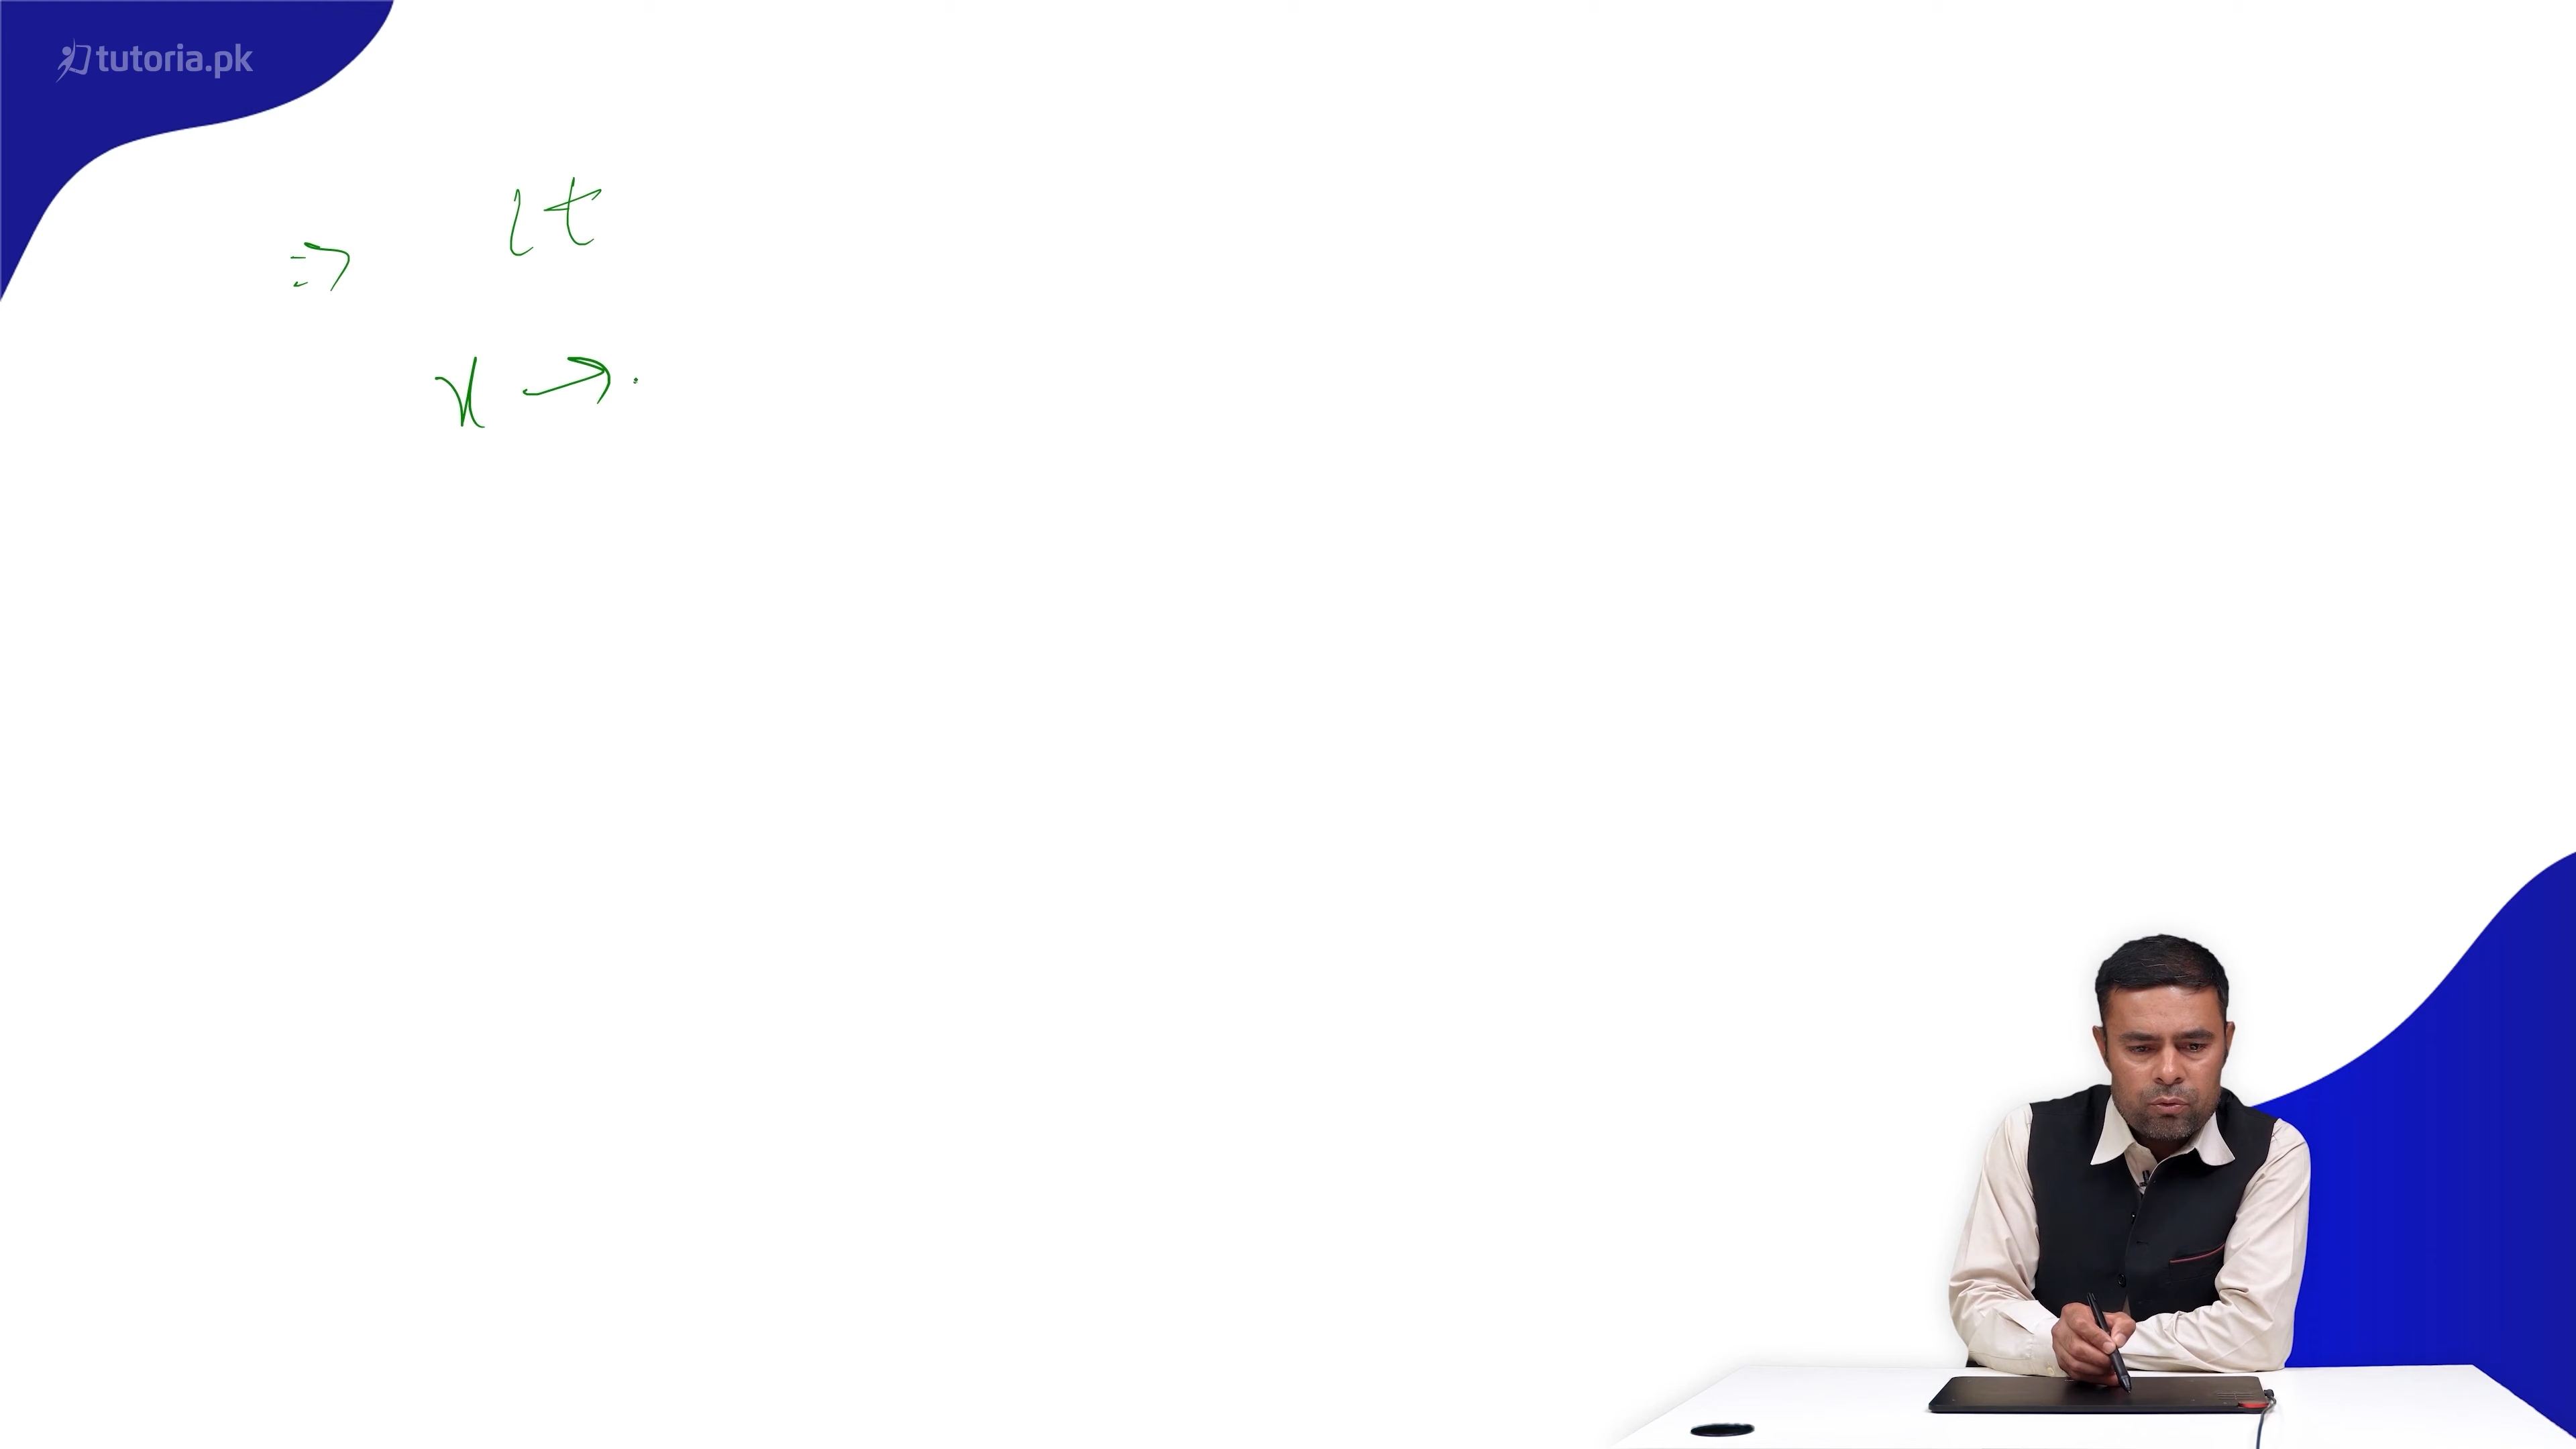 tutoria.pk
⇒ lt
x →